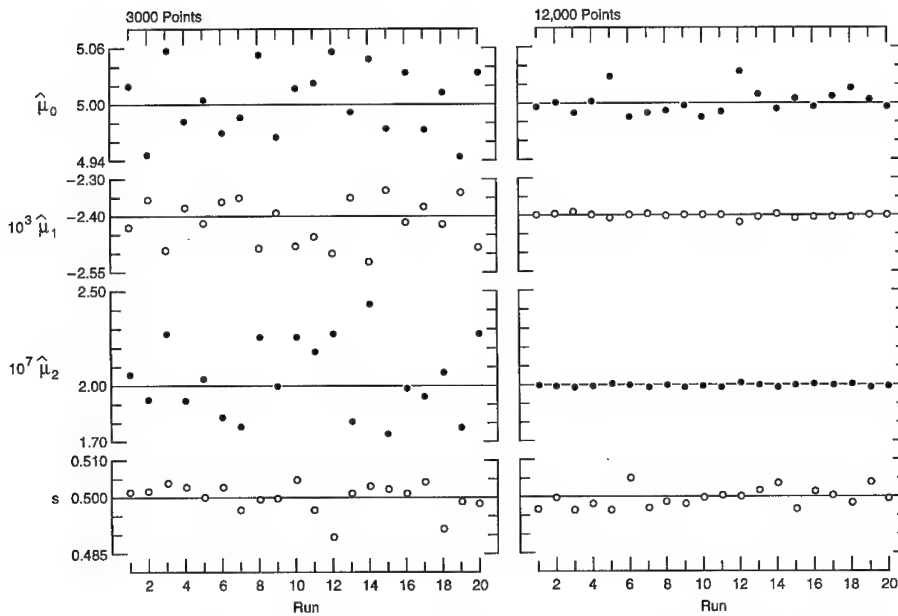 3000 Points
12,000 Points
5.06
μ̂₀
5.00
4.94
−2.30
10³ μ̂₁
−2.40
−2.55
2.50
10⁷ μ̂₂
2.00
1.70
0.510
s
0.500
0.485
2 4 6 8 10 12 14 16 18 20
2 4 6 8 10 12 14 16 18 20
Run
Run